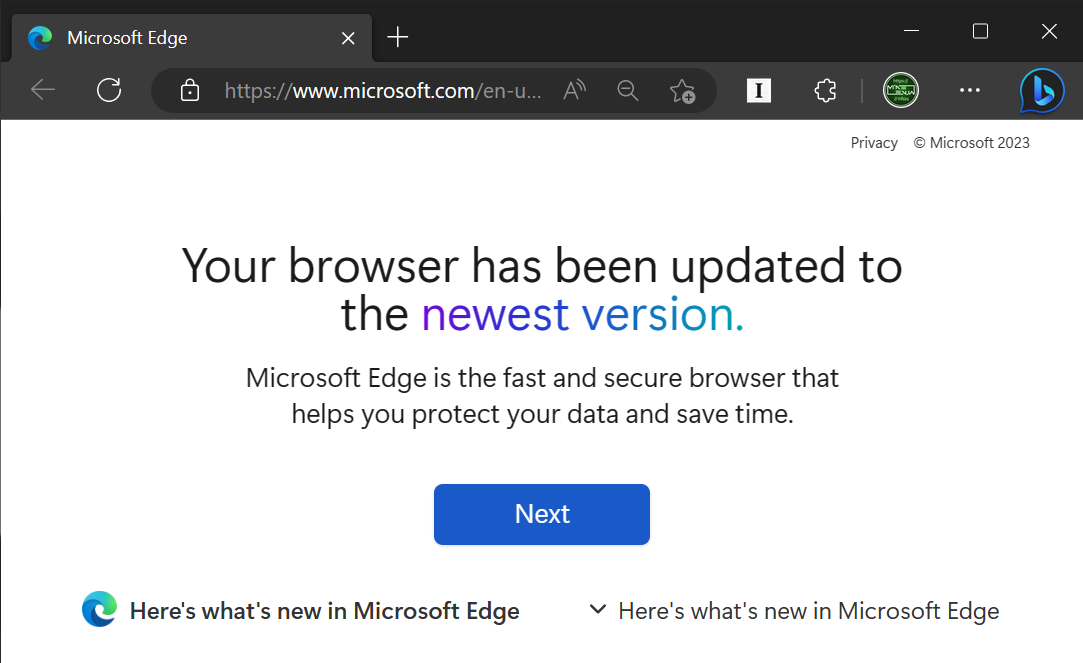 Microsoft Edge
https://www.microsoft.com/en-u...
A
I
b
Privacy © Microsoft 2023
Your browser has been updated to
the newest version.
Microsoft Edge is the fast and secure browser that
helps you protect your data and save time.
Next
Here's what's new in Microsoft Edge
Here's what's new in Microsoft Edge